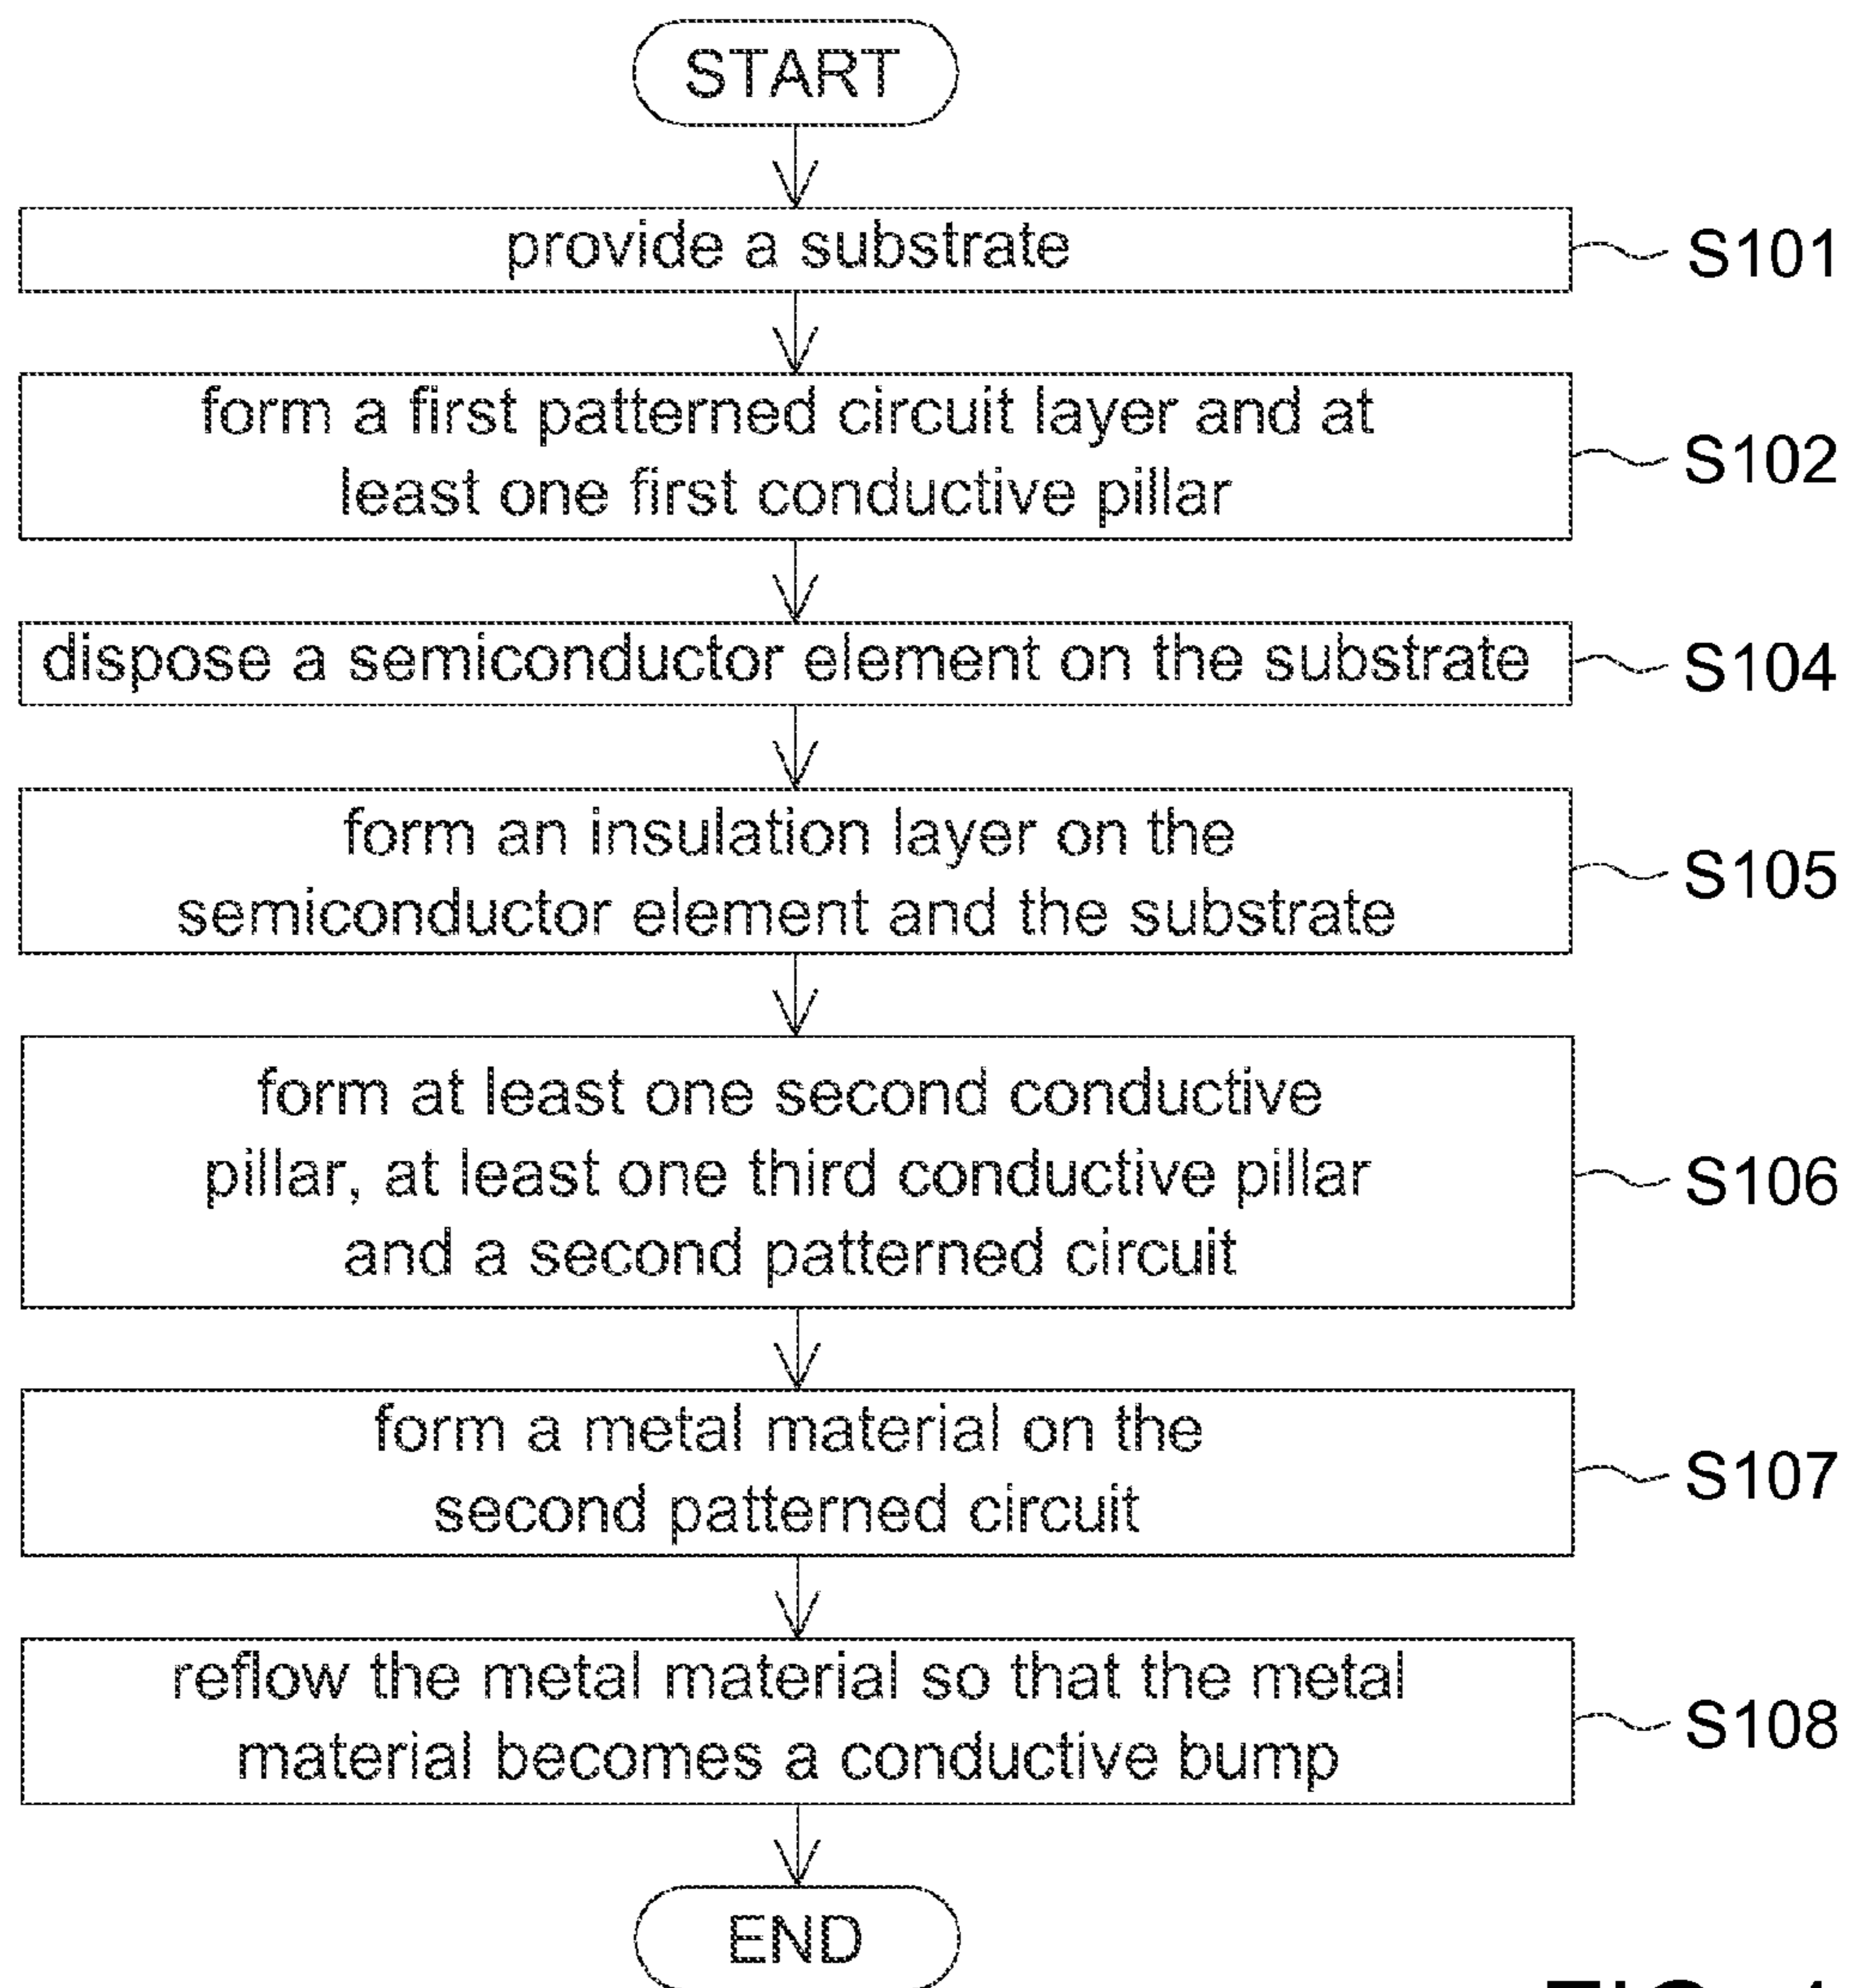 START
provide a substrate
S101
form a first patterned circuit layer and at
least one first conductive pillar
S102
dispose a semiconductor element on the substrate
S104
form an insulation layer on the
semiconductor element and the substrate
S105
form at least one second conductive
pillar, at least one third conductive pillar
and a second patterned circuit
S106
form a metal material on the
second patterned circuit
S107
reflow the metal material so that the metal
material becomes a conductive bump
S108
END